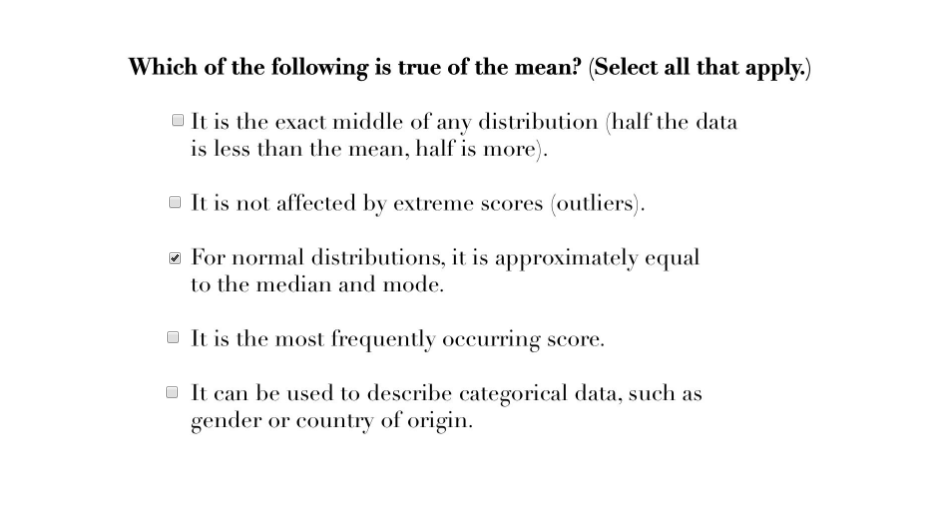 Which of the following is true of the mean? (Select all that apply.)
It is the exact middle of any distribution (half the data
is less than the mean, half is more).
It is not affected by extreme scores (outliers).
For normal distributions, it is approximately equal
to the median and mode.
It is the most frequently occurring score.
It can be used to describe categorical data, such as
gender or country of origin.